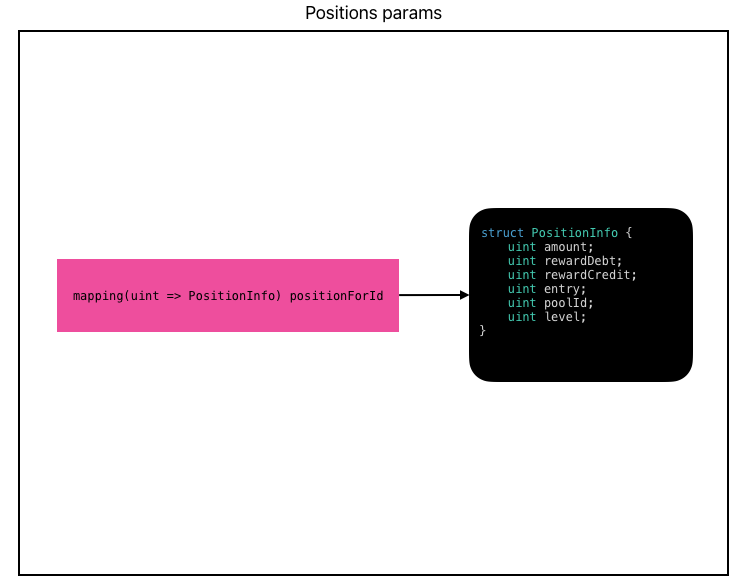 Positions params
mapping(uint => PositionInfo) positionForId
struct PositionInfo {
uint amount;
uint rewardDebt;
uint rewardCredit;
uint entry;
uint poolId;
uint level;
}